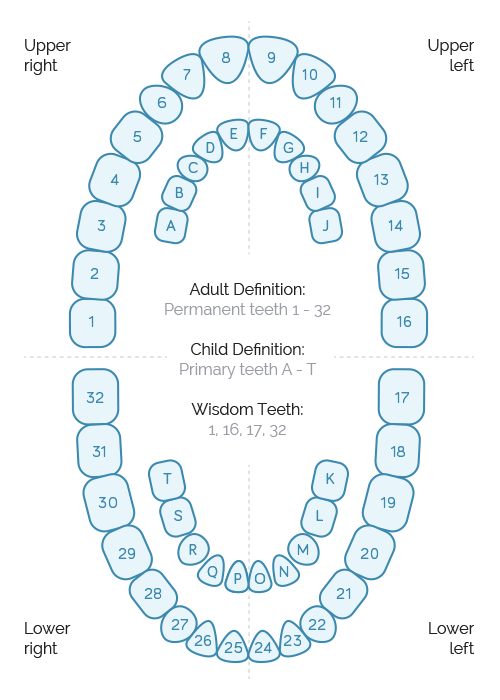 Upper
right
Upper
left
8
9
7
10
6
11
5
12
4
13
3
14
2
15
1
16
E
F
D
G
C
H
B
I
A
J
Adult Definition:
Permanent teeth 1 - 32
Child Definition:
Primary teeth A - T
Wisdom Teeth:
1, 16, 17, 32
32
17
31
18
30
19
29
20
28
21
27
22
26
23
25
24
T
K
S
L
R
M
Q
N
P
O
Lower
right
Lower
left